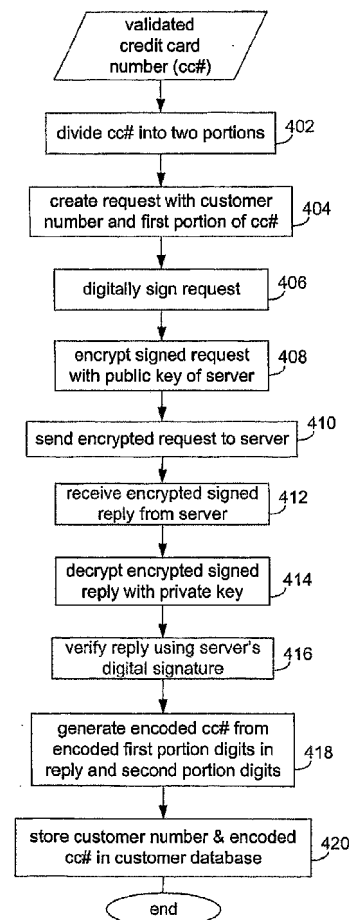 validated
credit card
number (cc#)
divide cc# into two portions
402
create request with customer
number and first portion of cc#
404
digitally sign request
406
encrypt signed request
with public key of server
408
send encrypted request to server
410
receive encrypted signed
reply from server
412
decrypt encrypted signed
reply with private key
414
verify reply using server's
digital signature
416
generate encoded cc# from
encoded first portion digits in
reply and second portion digits
418
store customer number & encoded
cc# in customer database
420
end